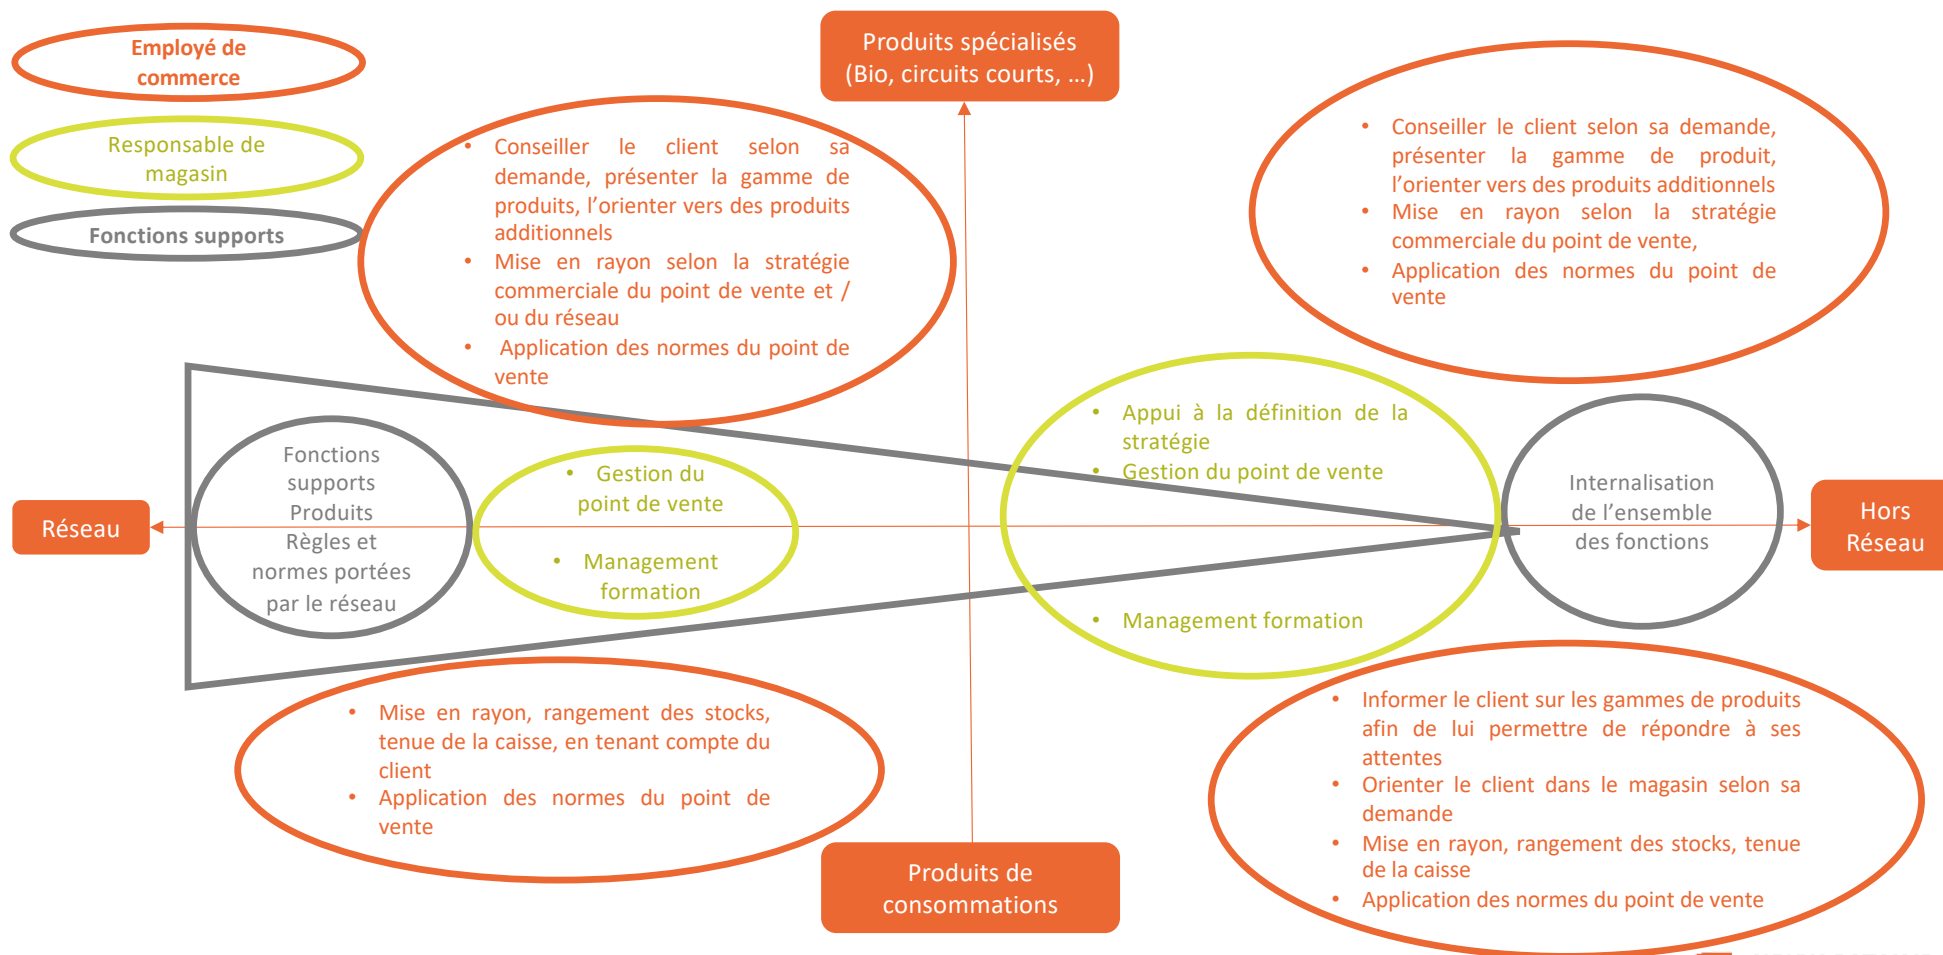 Employé de
commerce
Responsable de
magasin
Fonctions supports
Produits spécialisés
(Bio, circuits courts, ...)
• Conseiller le client selon sa
demande, présenter la gamme de
produits, l'orienter vers des produits
additionnels
• Mise en rayon selon la stratégie
commerciale du point de vente et /
ou du réseau
• Application des normes du point de
vente
• Conseiller le client selon sa demande,
présenter la gamme de produit,
l'orienter vers des produits additionnels
• Mise en rayon selon la stratégie
commerciale du point de vente,
• Application des normes du point de
vente
Réseau
Fonctions
supports
Produits
Règles et
normes portées
par le réseau
• Gestion du
point de vente
• Management
formation
• Appui à la définition de la
stratégie
• Gestion du point de vente
• Management formation
Internalisation
de l'ensemble
des fonctions
Hors
Réseau
• Mise en rayon, rangement des stocks,
tenue de la caisse, en tenant compte du
client
• Application des normes du point de
vente
Produits de
consommations
• Informer le client sur les gammes de produits
afin de lui permettre de répondre à ses
attentes
• Orienter le client dans le magasin selon sa
demande
• Mise en rayon, rangement des stocks, tenue
de la caisse
• Application des normes du point de vente